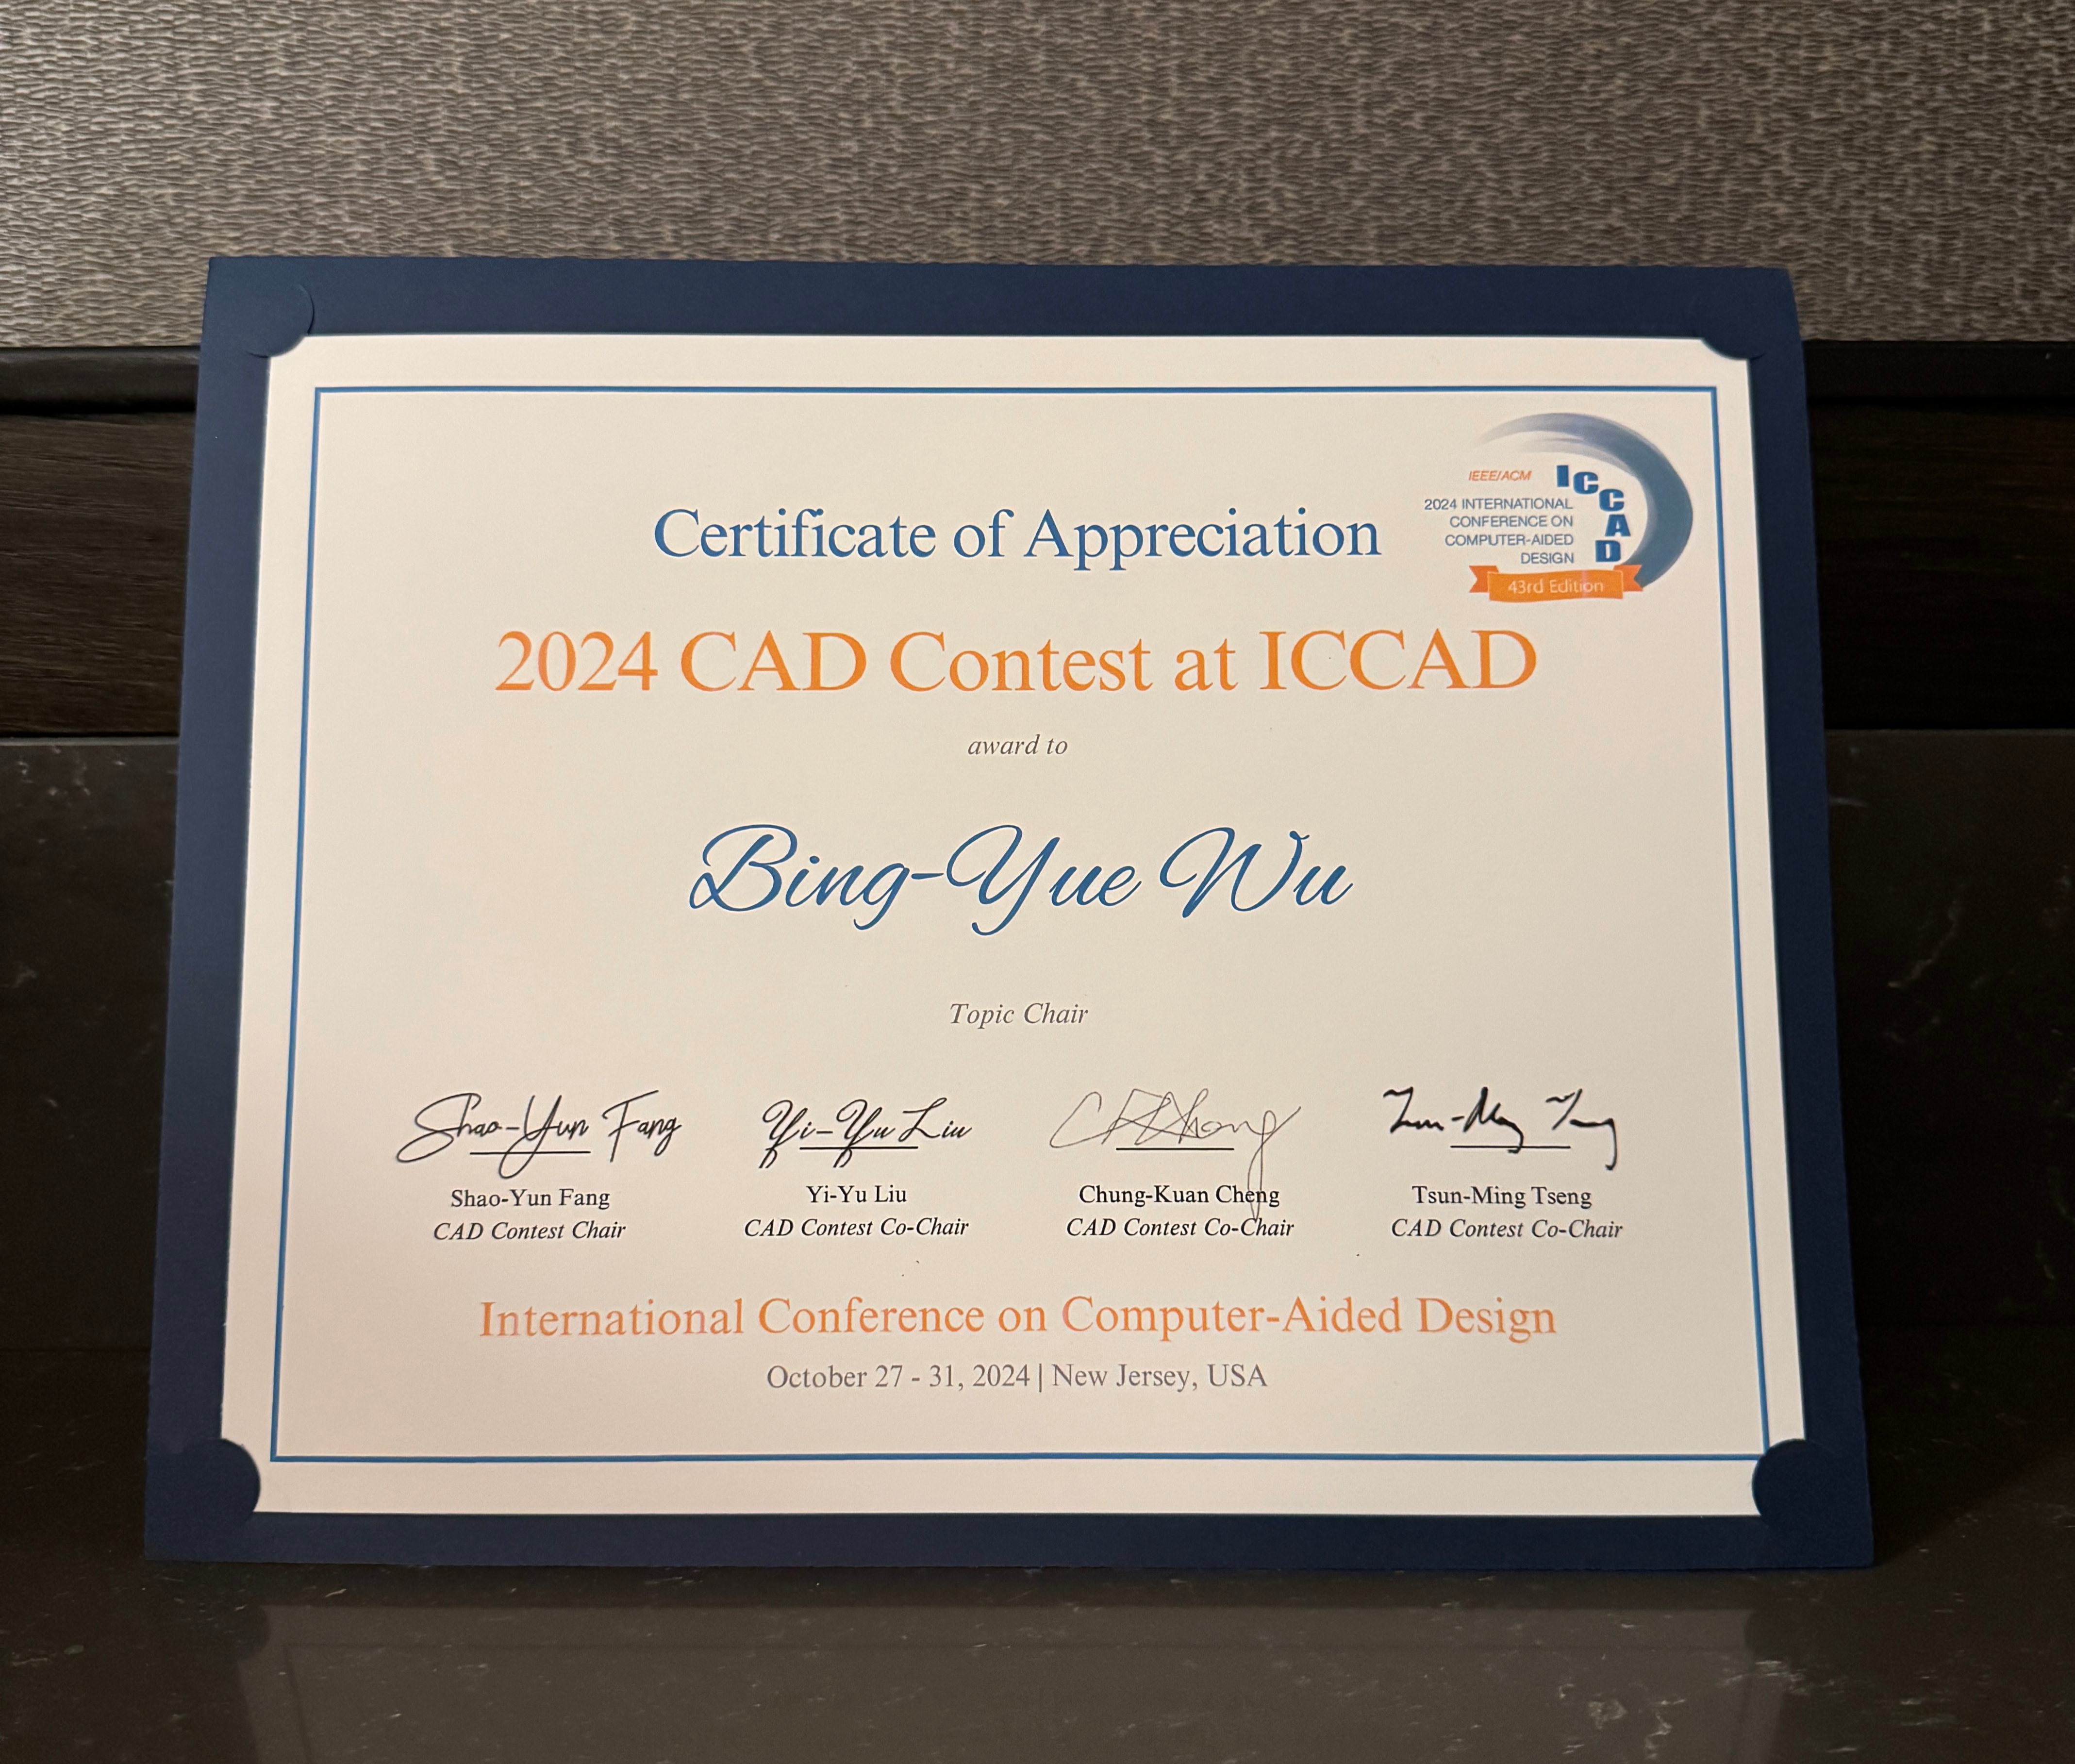 Certificate of Appreciation
IEEE/ACM
ICCAD
2024 INTERNATIONAL
CONFERENCE ON
COMPUTER-AIDED
DESIGN
43rd Edition
2024 CAD Contest at ICCAD
award to
Bing-Yue Wu
Topic Chair
Shao-Yun Fang
Yi-Yu Liu
Shao-Yun Fang
CAD Contest Chair
Yi-Yu Liu
CAD Contest Co-Chair
Chung-Kuan Cheng
CAD Contest Co-Chair
Tsun-Ming Tseng
CAD Contest Co-Chair
International Conference on Computer-Aided Design
October 27 - 31, 2024 | New Jersey, USA